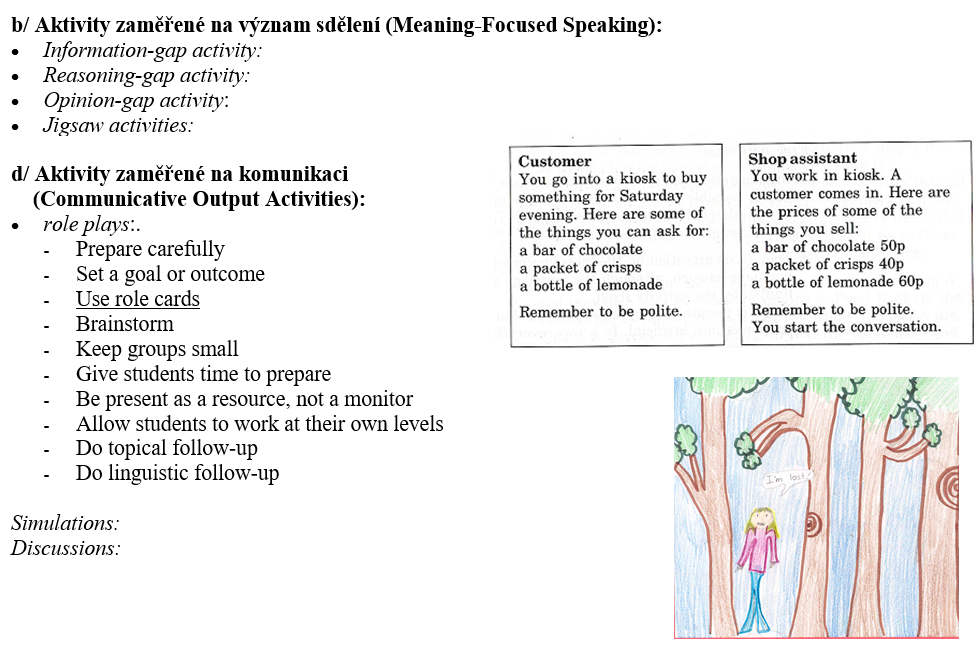 b/ Aktivity zaměřené na význam sdělení (Meaning-Focused Speaking):
• Information-gap activity:
• Reasoning-gap activity:
• Opinion-gap activity:
• Jigsaw activities:
d/ Aktivity zaměřené na komunikaci
(Communicative Output Activities):
• role plays:.
- Prepare carefully
- Set a goal or outcome
- Use role cards
- Brainstorm
- Keep groups small
- Give students time to prepare
- Be present as a resource, not a monitor
- Allow students to work at their own levels
- Do topical follow-up
- Do linguistic follow-up
Simulations:
Discussions:
Customer
You go into a kiosk to buy
something for Saturday
evening. Here are some of
the things you can ask for:
a bar of chocolate
a packet of crisps
a bottle of lemonade
Remember to be polite.
Shop assistant
You work in kiosk. A
customer comes in. Here are
the prices of some of the
things you sell:
a bar of chocolate 50p
a packet of crisps 40p
a bottle of lemonade 60p
Remember to be polite.
You start the conversation.
I'm lost